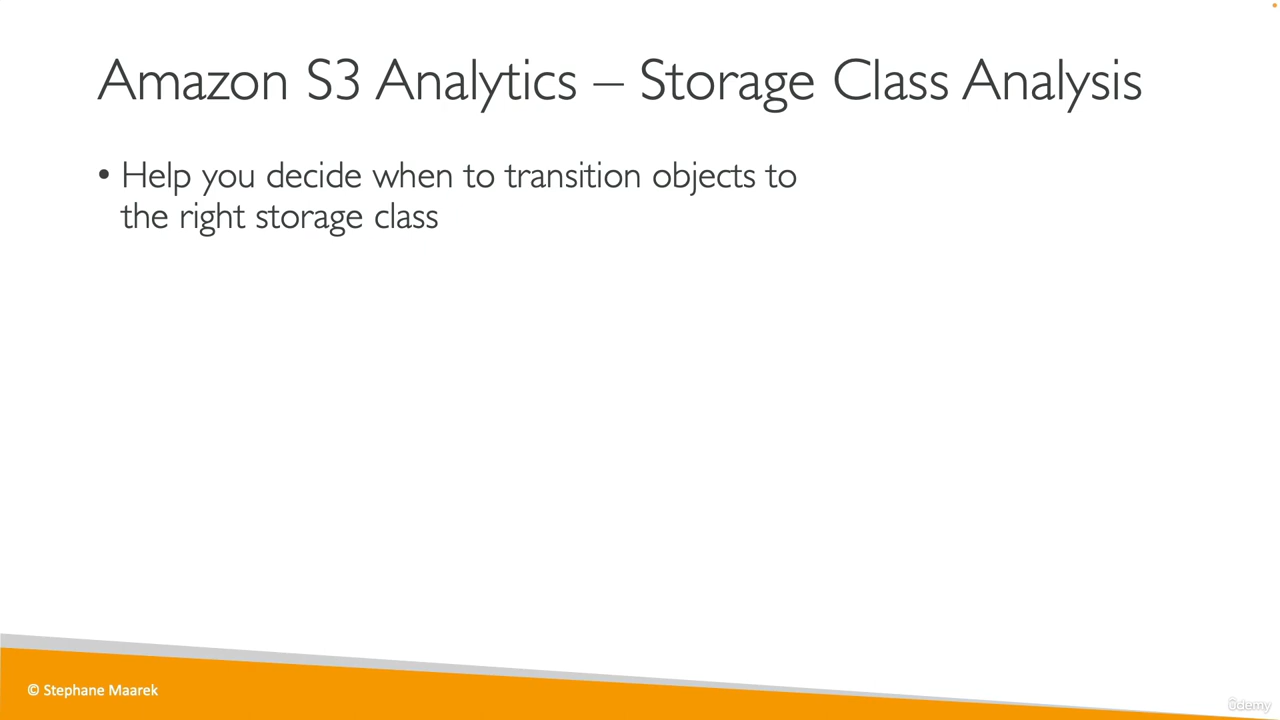 Amazon S3 Analytics – Storage Class Analysis
• Help you decide when to transition objects to
the right storage class
© Stephane Maarek
ûdemy